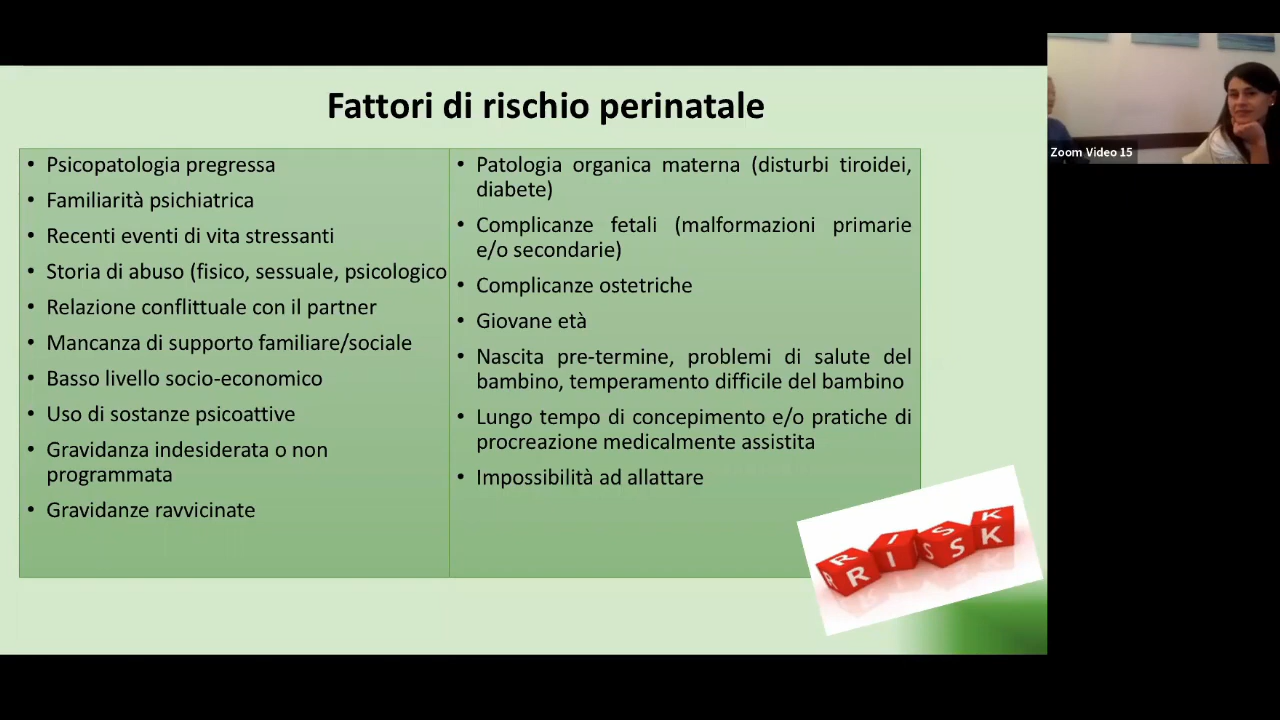 Fattori di rischio perinatale
• Psicopatologia pregressa
• Familiarità psichiatrica
• Recenti eventi di vita stressanti
• Storia di abuso (fisico, sessuale, psicologico
• Relazione conflittuale con il partner
• Mancanza di supporto familiare/sociale
• Basso livello socio-economico
• Uso di sostanze psicoattive
• Gravidanza indesiderata o non
programmata
• Gravidanze ravvicinate
• Patologia organica materna (disturbi tiroidei,
diabete)
• Complicanze fetali (malformazioni primarie
e/o secondarie)
• Complicanze ostetriche
• Giovane età
• Nascita pre-termine, problemi di salute del
bambino, temperamento difficile del bambino
• Lungo tempo di concepimento e/o pratiche di
procreazione medicalmente assistita
• Impossibilità ad allattare
R I S K
R I S S K
Zoom Video 15